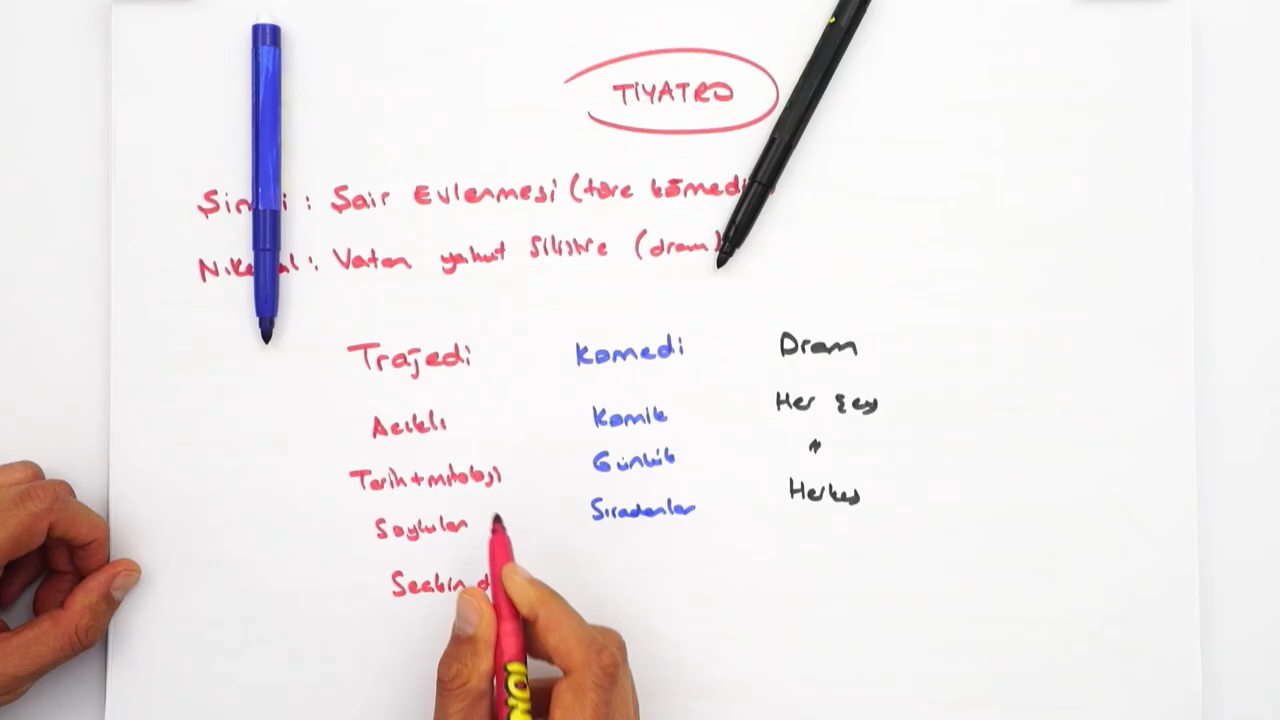 TİYATRO
Şair Evlenmesi (töre komedi
Vatan yahut Silistre (dram)
Trajedi Komedi Dram
Acıklı Komik Her şey
Tarih+mitoloji Günlük
Soylular Sıradanlar Herkes
Seçkin d